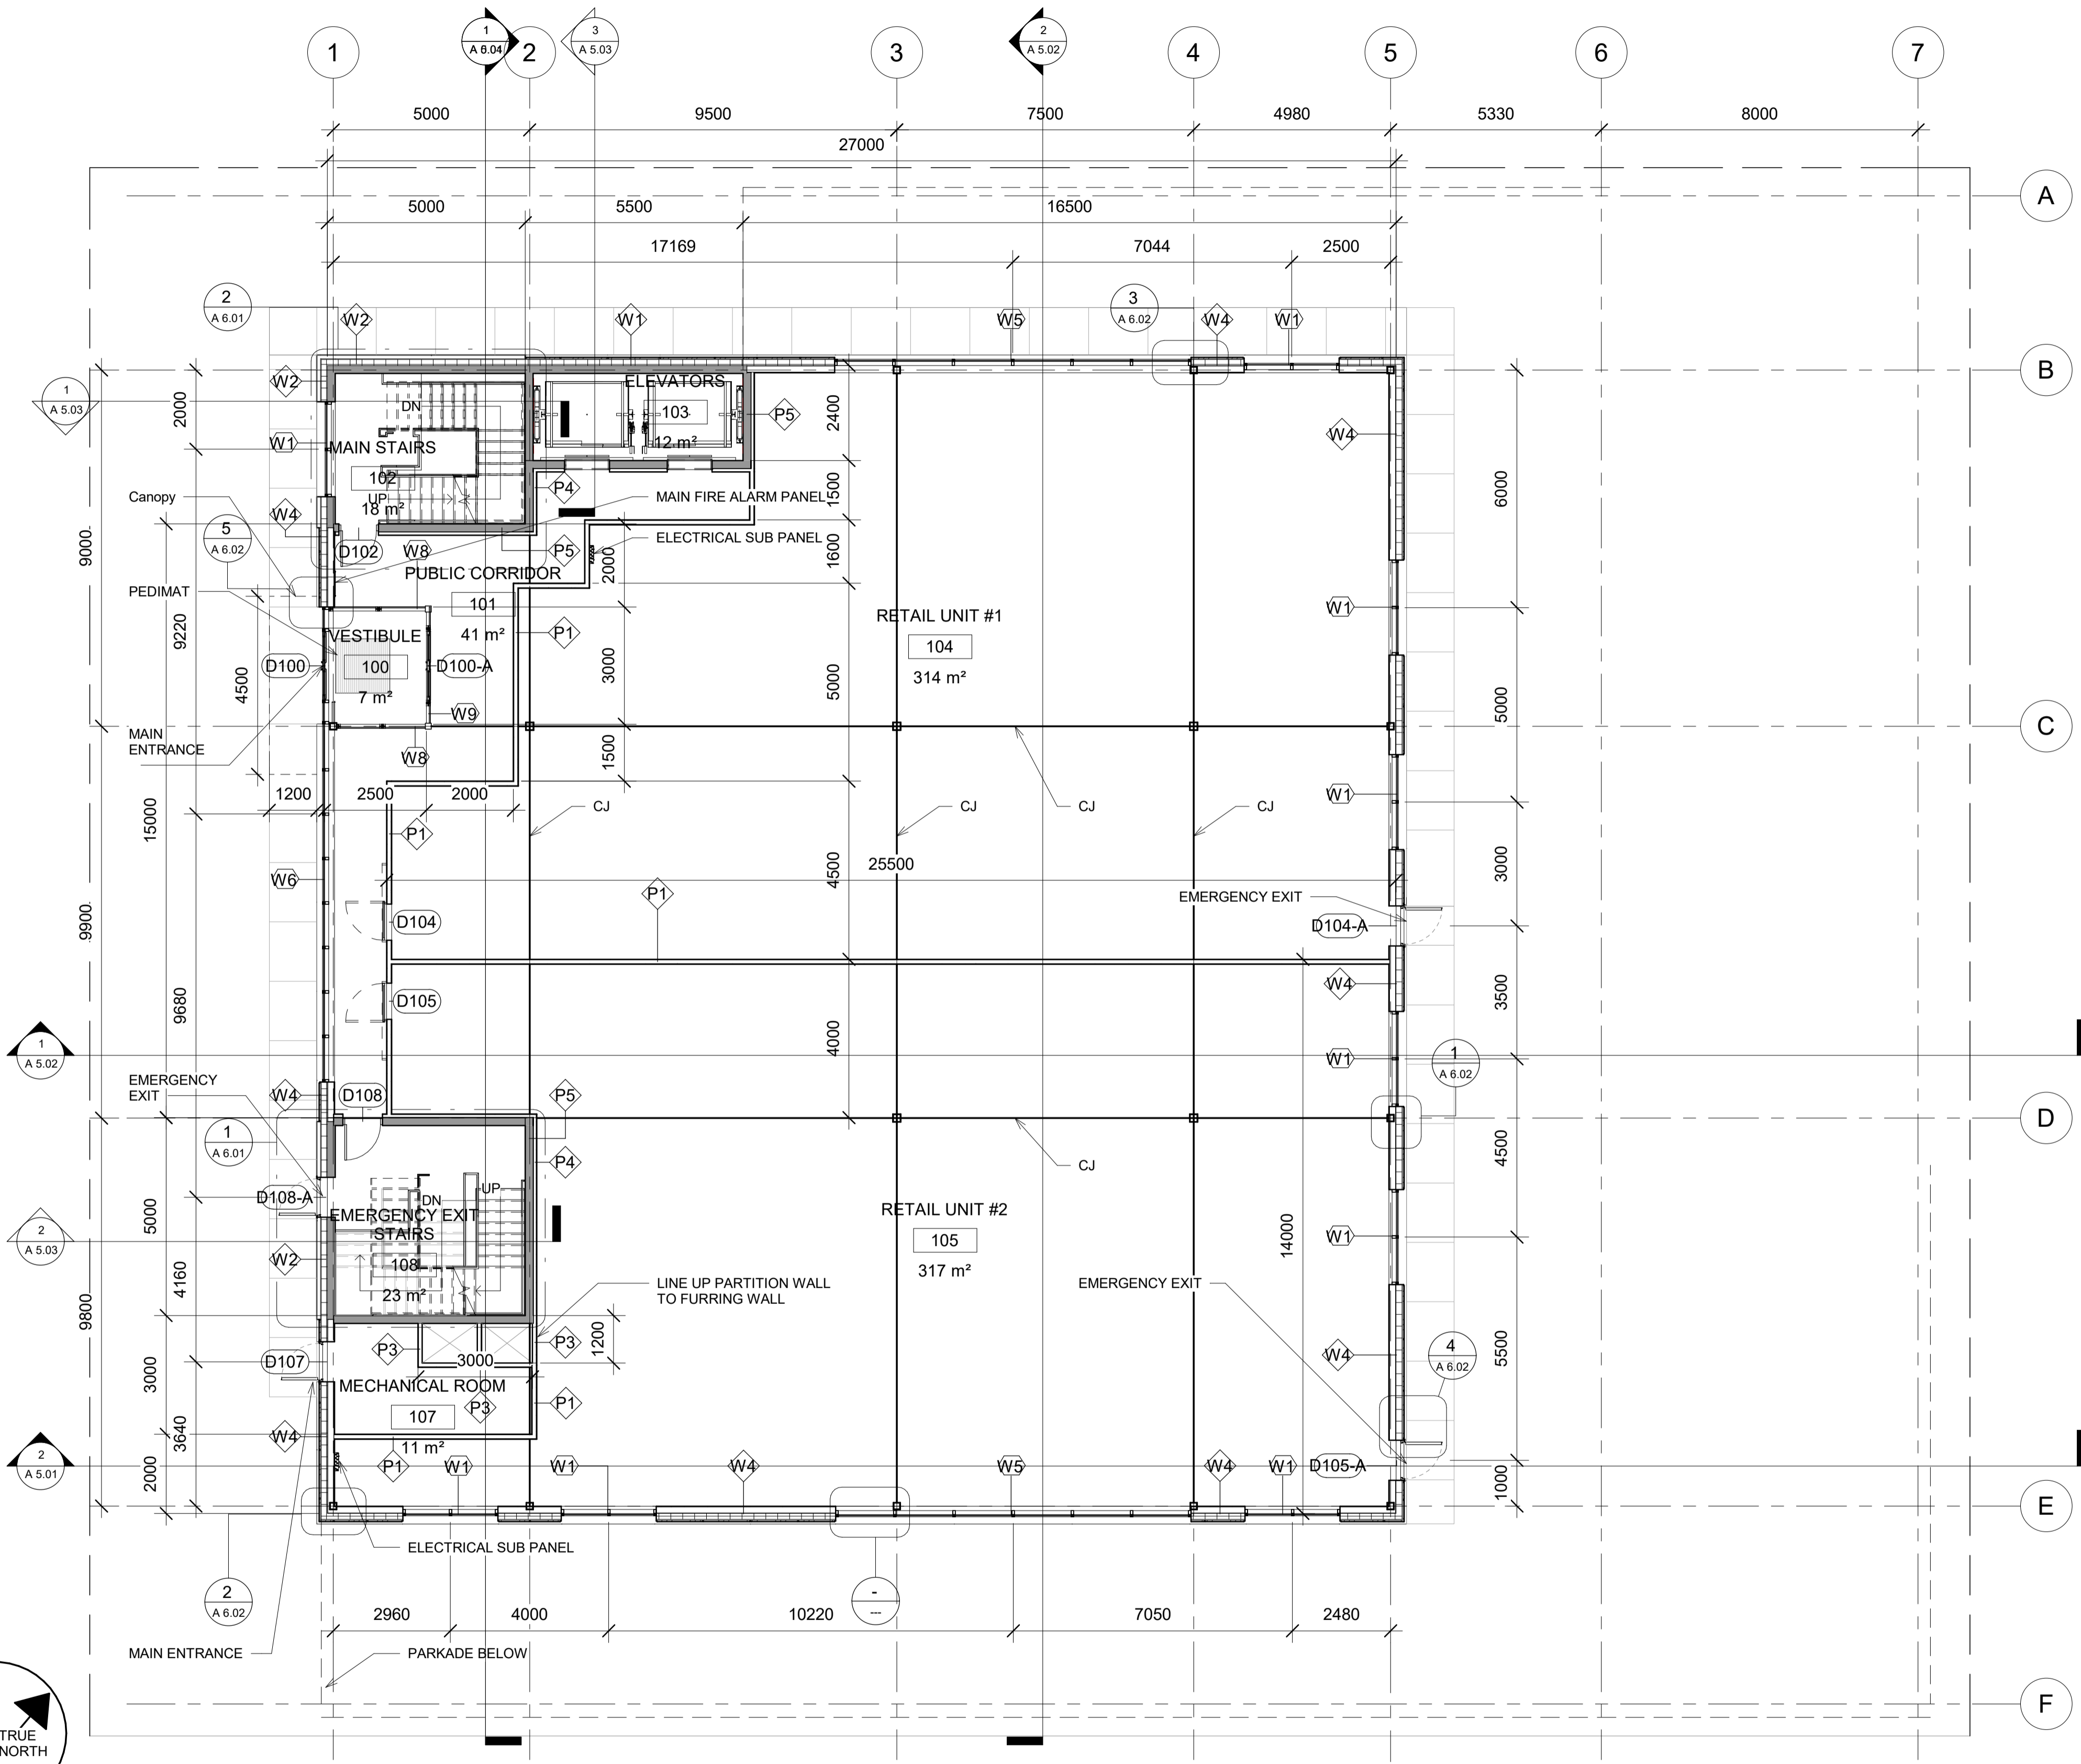 1
A 6.04
3
A 5.03
2
A 5.02
1
2
3
4
5
6
7
5000
9500
7500
4980
5330
8000
27000
A
5000
5500
16500
17169
7044
2500
2
A 6.01
3
A 6.02
W2
W1
W5
W4
W1
B
1
A 5.03
W2
ELEVATORS
103
12 m²
P5
2400
2000
DN
W1
MAIN STAIRS
102
UP
18 m²
W4
6000
Canopy
P4
MAIN FIRE ALARM PANEL
1500
W4
5
A 6.02
D102
W8
P5
ELECTRICAL SUB PANEL
9000
2000
1600
PUBLIC CORRIDOR
PEDIMAT
101
41 m²
P1
RETAIL UNIT #1
104
314 m²
W1
9220
VESTIBULE
100
7 m²
D100
D100-A
3000
5000
4500
W9
5000
MAIN
ENTRANCE
C
W8
1500
1200
2500
2000
W1
15000
CJ
CJ
CJ
CJ
P1
25500
4500
3000
W6
P1
EMERGENCY EXIT
9900
D104
D104-A
W4
3500
D105
9680
4000
1
A 5.02
W1
1
A 6.02
EMERGENCY
EXIT
W4
D108
P5
D
1
A 6.01
4500
P4
CJ
D108-A
DN
UP
5000
EMERGENCY EXIT
STAIRS
108
23 m²
RETAIL UNIT #2
105
317 m²
14000
W1
2
A 5.03
W2
4160
LINE UP PARTITION WALL
TO FURRING WALL
EMERGENCY EXIT
9800
1200
P3
P3
3000
D107
W4
5500
4
A 6.02
3000
MECHANICAL ROOM
107
11 m²
P3
P1
3640
W4
2
A 5.01
2000
P1
W1
W1
W4
W5
W4
W1
D105-A
1000
E
ELECTRICAL SUB PANEL
2
A 6.02
-
---
2960
4000
10220
7050
2480
MAIN ENTRANCE
PARKADE BELOW
F
TRUE
NORTH